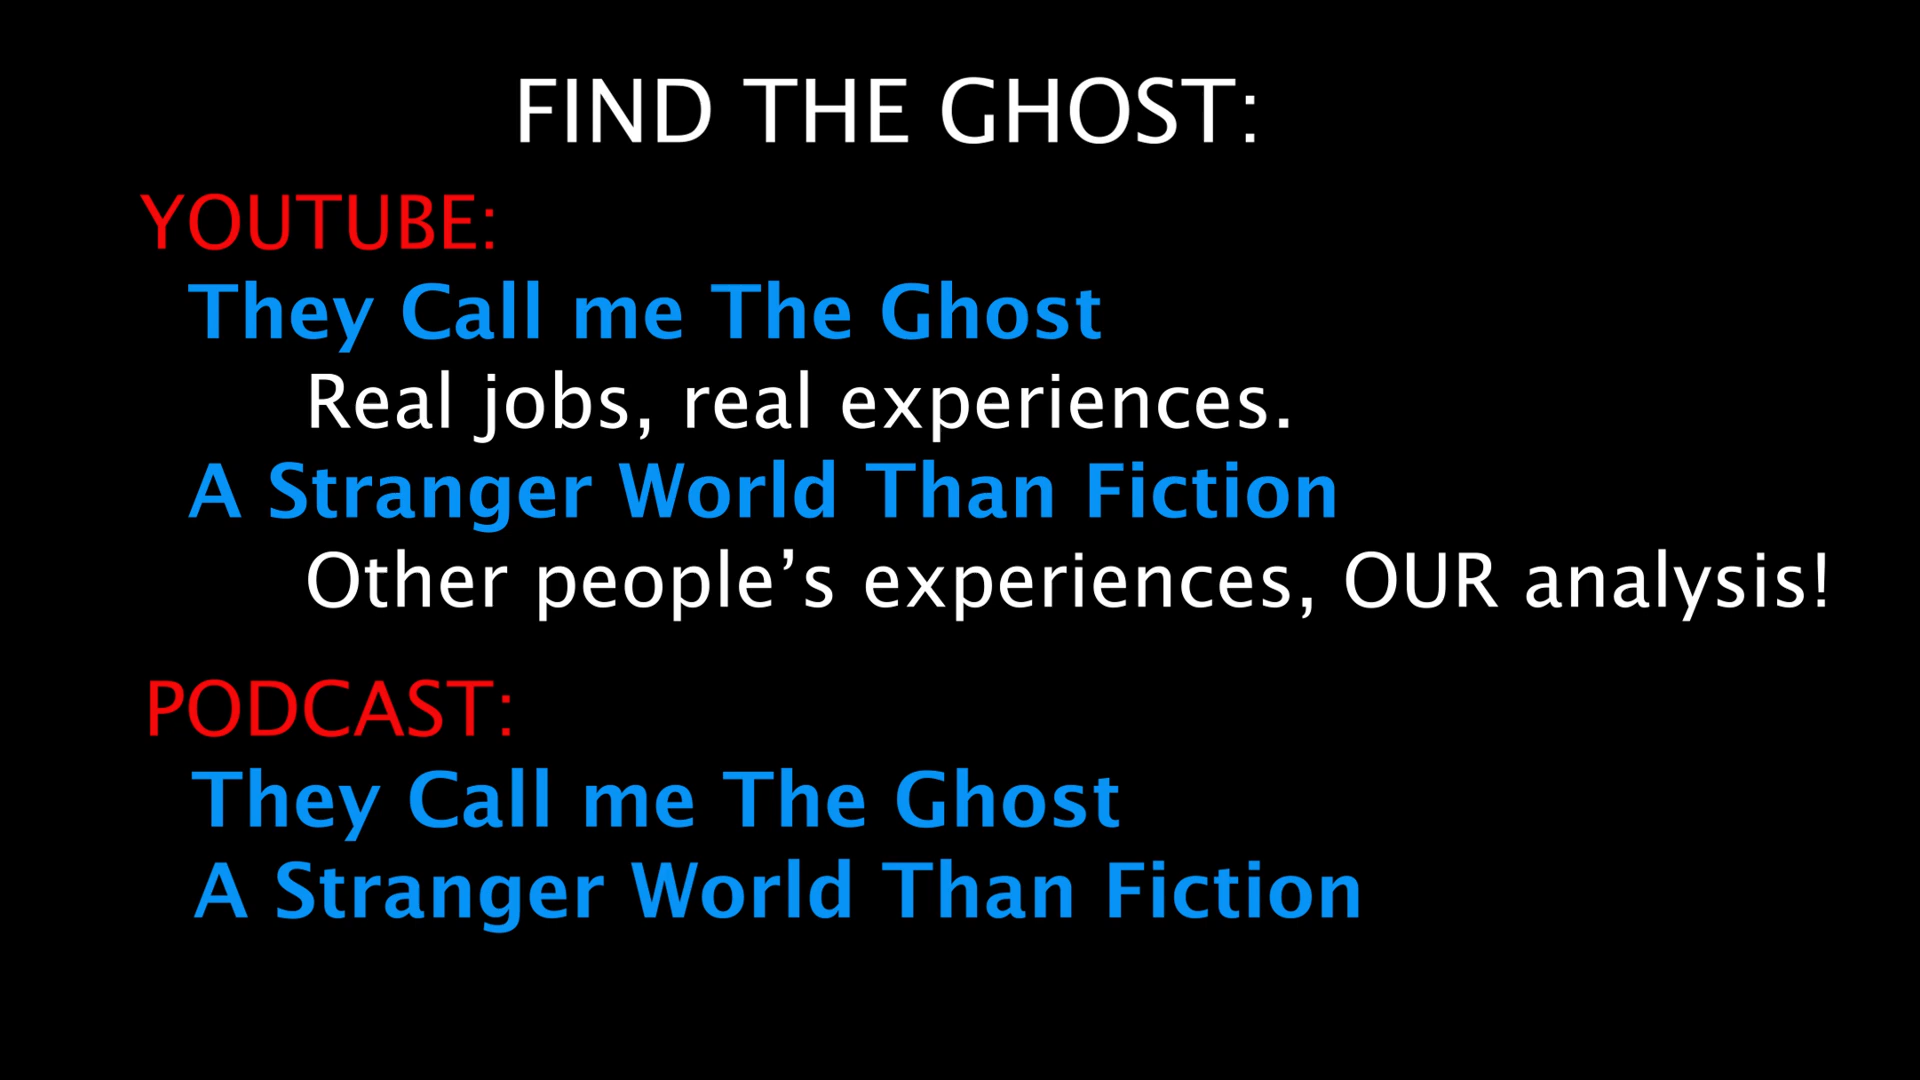 FIND THE GHOST:
YOUTUBE:
They Call me The Ghost
Real jobs, real experiences.
A Stranger World Than Fiction
Other people’s experiences, OUR analysis!
PODCAST:
They Call me The Ghost
A Stranger World Than Fiction